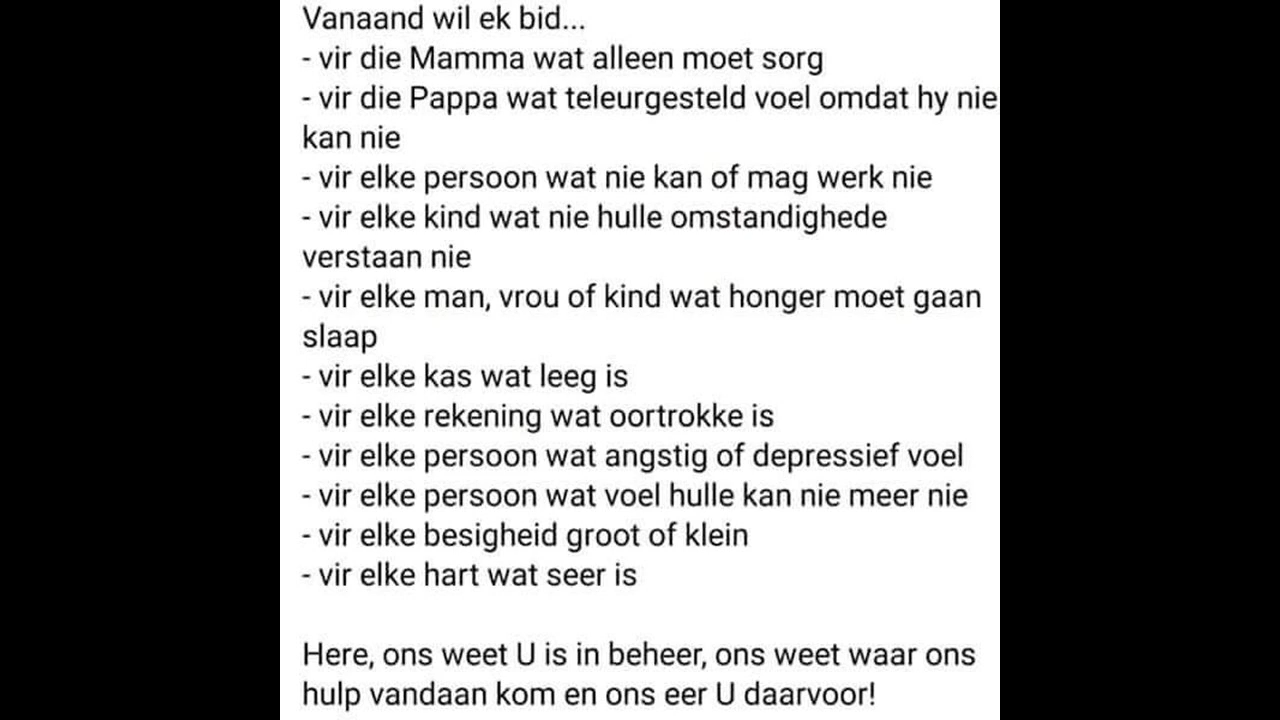 Vanaand wil ek bid...
- vir die Mamma wat alleen moet sorg
- vir die Pappa wat teleurgesteld voel omdat hy nie
kan nie
- vir elke persoon wat nie kan of mag werk nie
- vir elke kind wat nie hulle omstandighede
verstaan nie
- vir elke man, vrou of kind wat honger moet gaan
slaap
- vir elke kas wat leeg is
- vir elke rekening wat oortrokke is
- vir elke persoon wat angstig of depressief voel
- vir elke persoon wat voel hulle kan nie meer nie
- vir elke besigheid groot of klein
- vir elke hart wat seer is
Here, ons weet U is in beheer, ons weet waar ons
hulp vandaan kom en ons eer U daarvoor!